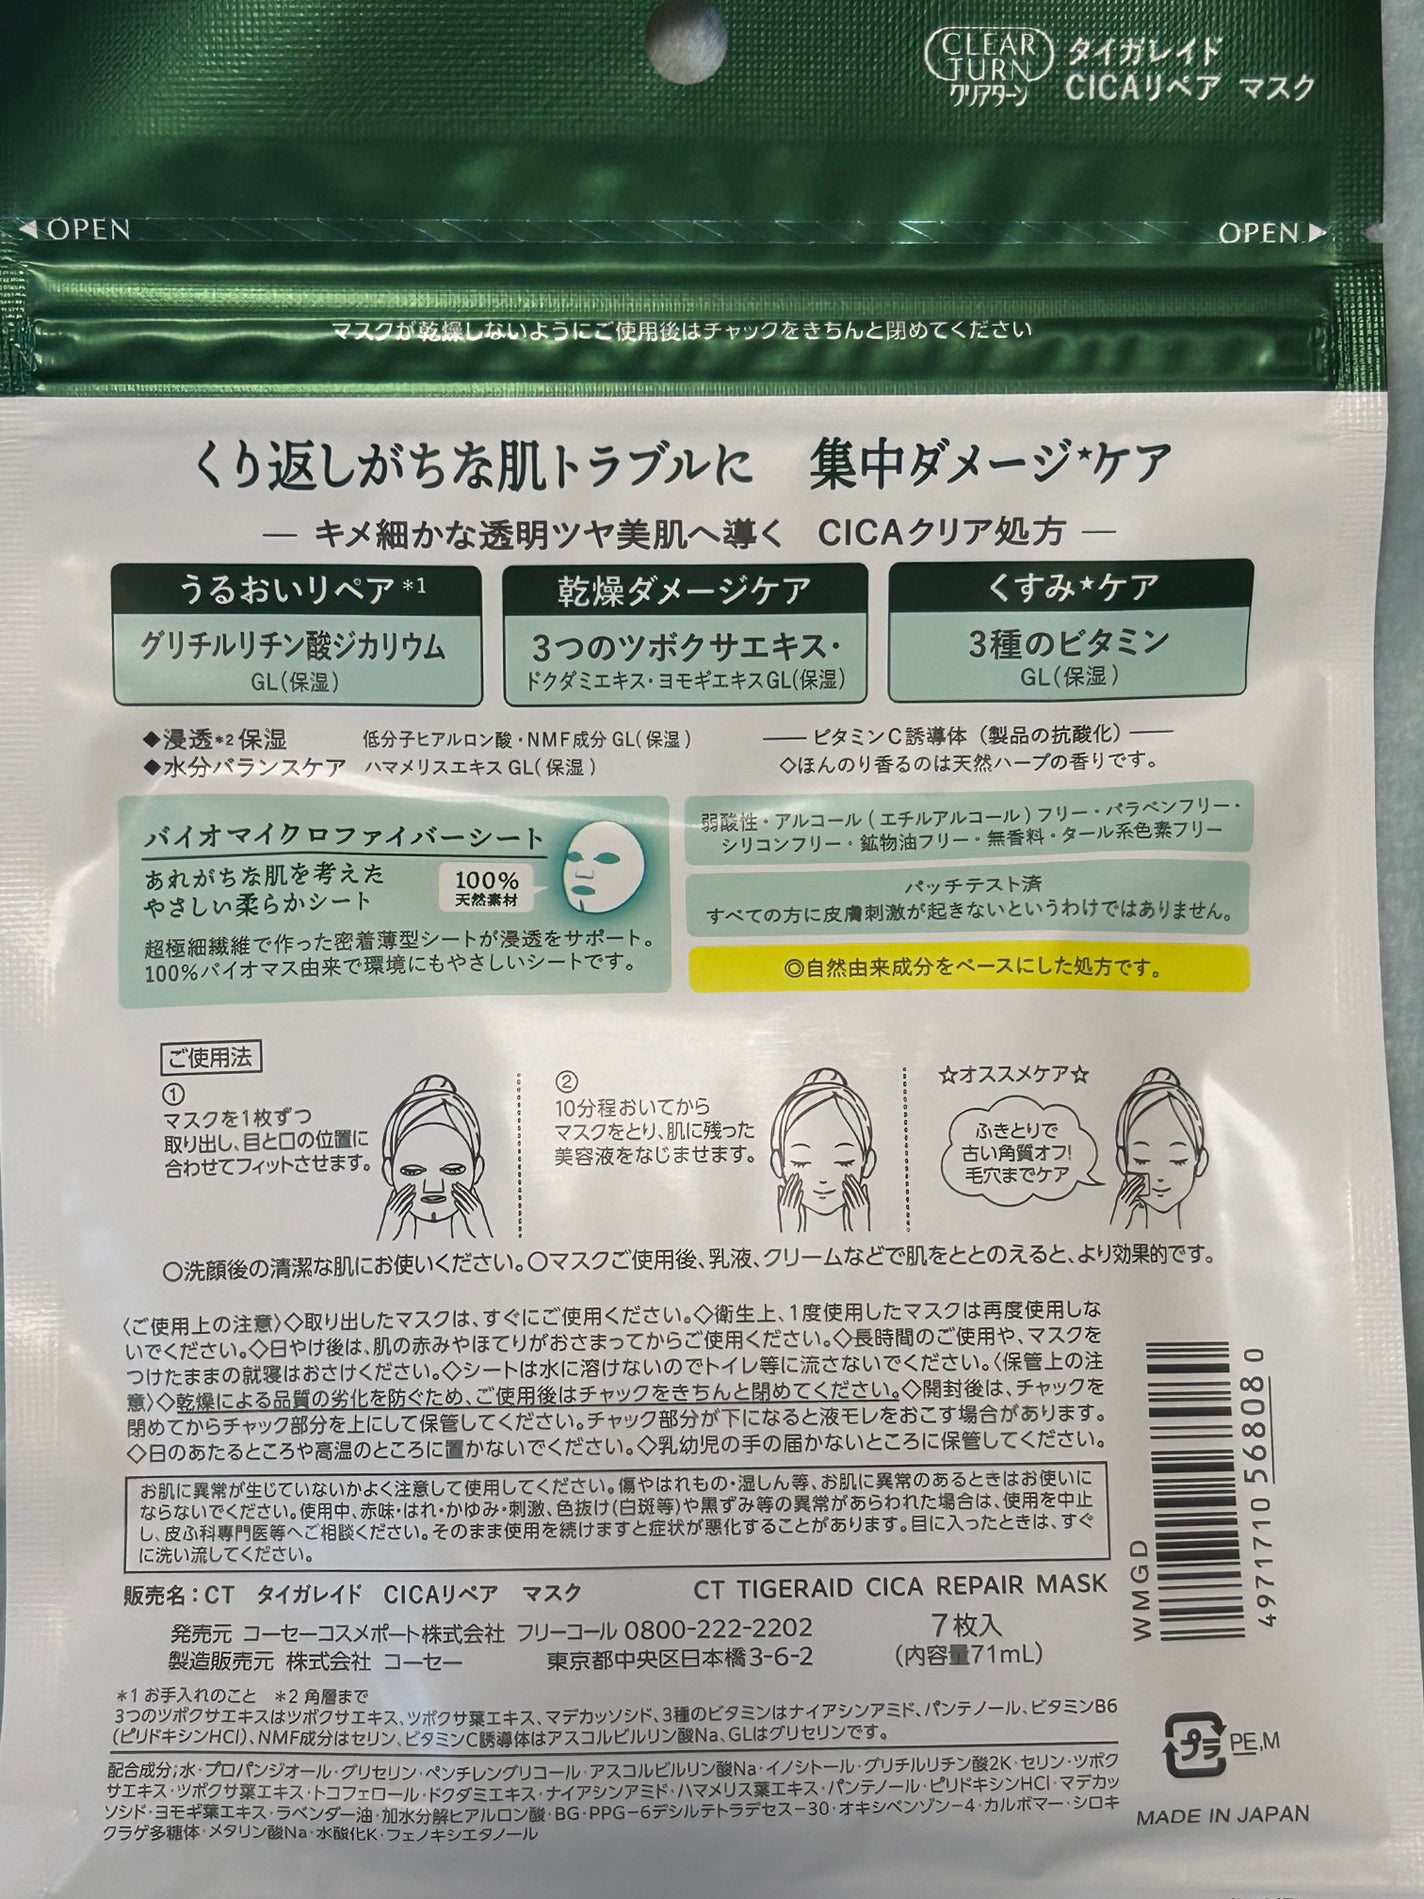 CLEAR TURN
クリアターン
タイガレイド
CICAリペア マスク
◀OPEN
OPEN▶
マスクが乾燥しないようにご使用後はチャックをきちんと閉めてください
くり返しがちな肌トラブルに 集中ダメージ★ケア
― キメ細かな透明ツヤ美肌へ導く CICAクリア処方 ―
うるおいリペア*1
グリチルリチン酸ジカリウム
GL(保湿)
乾燥ダメージケア
3つのツボクサエキス・
ドクダミエキス・ヨモギエキスGL(保湿)
くすみ★ケア
3種のビタミン
GL(保湿)
◆浸透*2保湿 低分子ヒアルロン酸・NMF成分 GL(保湿)
◆水分バランスケア ハマメリスエキス GL(保湿)
― ビタミンC誘導体(製品の抗酸化) ―
◇ほんのり香るのは天然ハーブの香りです。
バイオマイクロファイバーシート
あれがちな肌を考えた
やさしい柔らかシート
100%
天然素材
超極細繊維で作った密着薄型シートが浸透をサポート。
100%バイオマス由来で環境にもやさしいシートです。
弱酸性・アルコール(エチルアルコール)フリー・パラベンフリー・
シリコンフリー・鉱物油フリー・無香料・タール系色素フリー
パッチテスト済
すべての方に皮膚刺激が起きないというわけではありません。
◎自然由来成分をベースにした処方です。
ご使用法
①
マスクを1枚ずつ
取り出し、目と口の位置に
合わせてフィットさせます。
②
10分程おいてから
マスクをとり、肌に残った
美容液をなじませます。
☆オススメケア☆
ふきとりで
古い角質オフ!
毛穴までケア
○洗顔後の清潔な肌にお使いください。○マスクご使用後、乳液、クリームなどで肌をととのえると、より効果的です。
〈ご使用上の注意〉◇取り出したマスクは、すぐにご使用ください。◇衛生上、1度使用したマスクは再度使用しな
いでください。◇日やけ後は、肌の赤みやほてりがおさまってからご使用ください。◇長時間のご使用や、マスクを
つけたままの就寝はおさけください。◇シートは水に溶けないのでトイレ等に流さないでください。〈保管上の注
意〉◇乾燥による品質の劣化を防ぐため、ご使用後はチャックをきちんと閉めてください。◇開封後は、チャックを
閉めてからチャック部分を上にして保管してください。チャック部分が下になると液モレをおこす場合があります。
◇日のあたるところや高温のところに置かないでください。◇乳幼児の手の届かないところに保管してください。
お肌に異常が生じていないかよく注意して使用してください。傷やはれもの・湿しん等、お肌に異常のあるときはお使いに
ならないでください。使用中、赤味・はれ・かゆみ・刺激、色抜け(白斑等)や黒ずみ等の異常があらわれた場合は、使用を中止
し、皮ふ科専門医等へご相談ください。そのまま使用を続けますと症状が悪化することがあります。目に入ったときは、すぐ
に洗い流してください。
販売名:CT タイガレイド CICAリペア マスク
CT TIGERAID CICA REPAIR MASK
発売元 コーセーコスメポート株式会社 フリーコール 0800-222-2202
製造販売元 株式会社 コーセー 東京都中央区日本橋3-6-2
7枚入
(内容量71mL)
WMGD
4971710 568080
*1 お手入れのこと *2 角層まで
3つのツボクサエキスはツボクサエキス、ツボクサ葉エキス、マデカッソシド、3種のビタミンはナイアシンアミド、パンテノール、ビタミンB6
(ピリドキシンHCl)、NMF成分はセリン、ビタミンC誘導体はアスコルビルリン酸Na、GLはグリセリンです。
配合成分;水・プロパンジオール・グリセリン・ペンチレングリコール・アスコルビルリン酸Na・イノシトール・グリチルリチン酸2K・セリン・ツボク
サエキス・ツボクサ葉エキス・トコフェロール・ドクダミエキス・ナイアシンアミド・ハマメリス葉エキス・パンテノール・ピリドキシンHCl・マデカッ
ソシド・ヨモギ葉エキス・ラベンダー油・加水分解ヒアルロン酸・BG・PPG-6デシルテトラデセス-30・オキシベンゾン-4・カルボマー・シロキ
クラゲ多糖体・メタリン酸Na・水酸化K・フェノキシエタノール
プラ
PE,M
MADE IN JAPAN